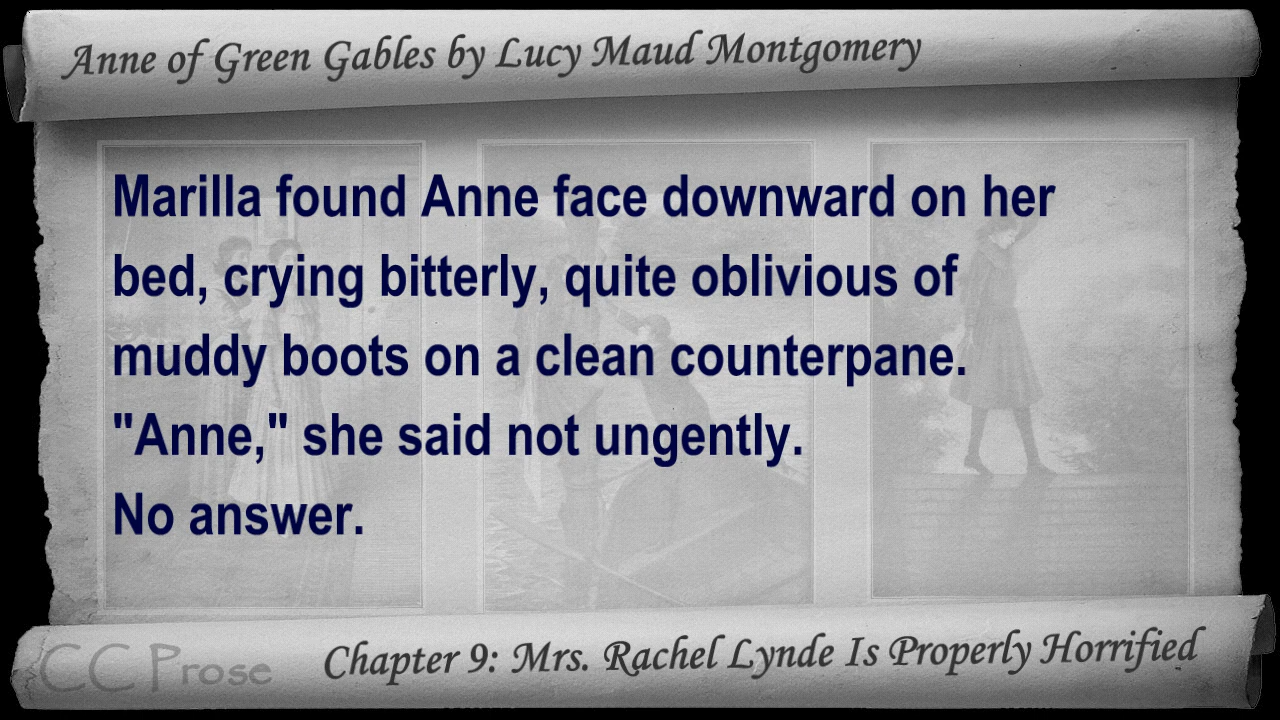 Anne of Green Gables by Lucy Maud Montgomery
Marilla found Anne face downward on her
bed, crying bitterly, quite oblivious of
muddy boots on a clean counterpane.
"Anne," she said not ungently.
No answer.
CC Prose
Chapter 9: Mrs. Rachel Lynde Is Properly Horrified